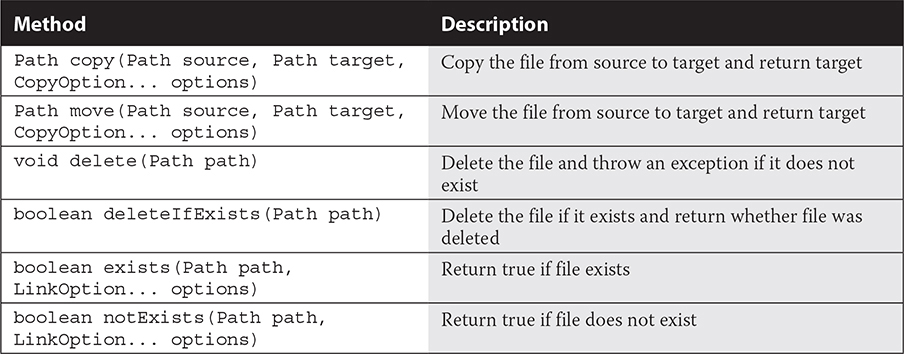 Method Description
Path copy(Path source, Path target, Copy the file from source to target and return target
CopyOption... options)
Path move(Path source, Path target, Move the file from source to target and return target
CopyOption... options)
void delete(Path path) Delete the file and throw an exception if it does not
exist
boolean deleteIfExists(Path path) Delete the file if it exists and return whether file was
deleted
boolean exists(Path path, Return true if file exists
LinkOption... options)
boolean notExists(Path path, Return true if file does not exist
LinkOption... options)